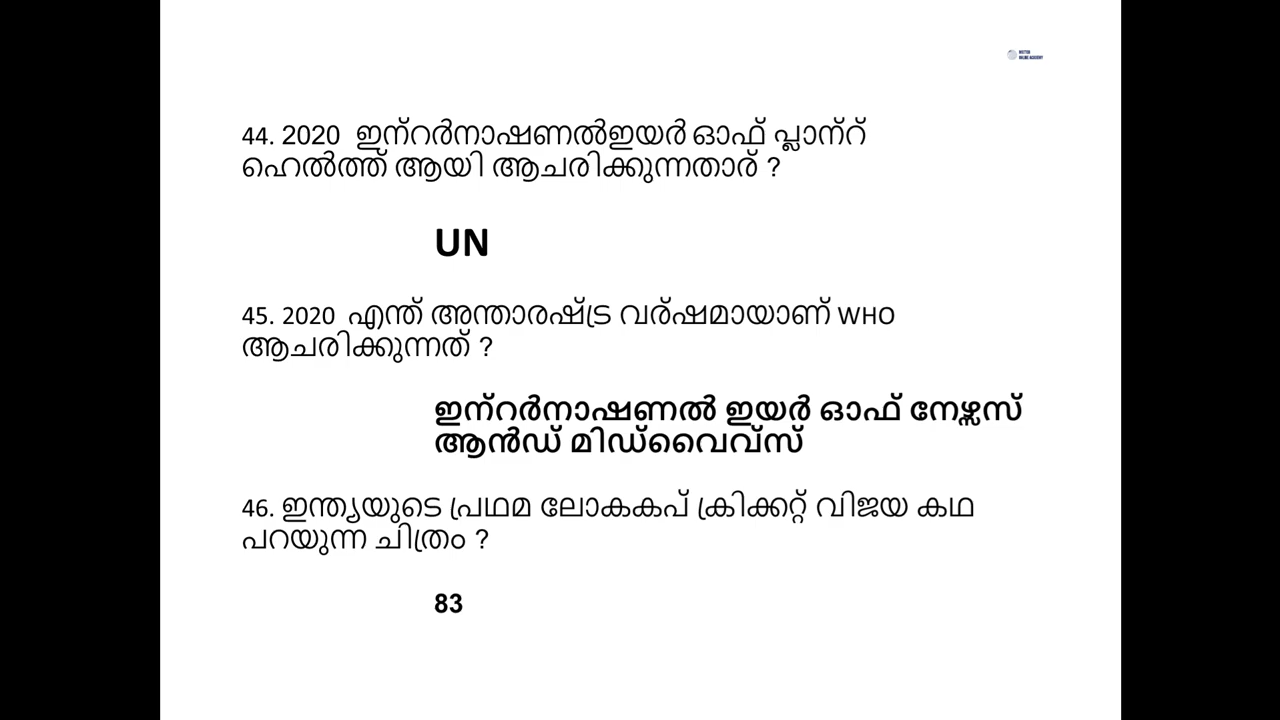 44. 2020 ഇന്റർനാഷണൽഇയർ ഓഫ് പ്ലാന്റ്
ഹെൽത്ത് ആയി ആചരിക്കുന്നതാര് ?
UN
45. 2020 എന്ത് അന്താരഷ്ട്ര വര്ഷമായാണ് WHO
ആചരിക്കുന്നത് ?
ഇന്റർനാഷണൽ ഇയർ ഓഫ് നേഴ്സസ്
ആൻഡ് മിഡ്‌വൈവ്സ്
46. ഇന്ത്യയുടെ പ്രഥമ ലോകകപ് ക്രിക്കറ്റ് വിജയ കഥ
പറയുന്ന ചിത്രം ?
83